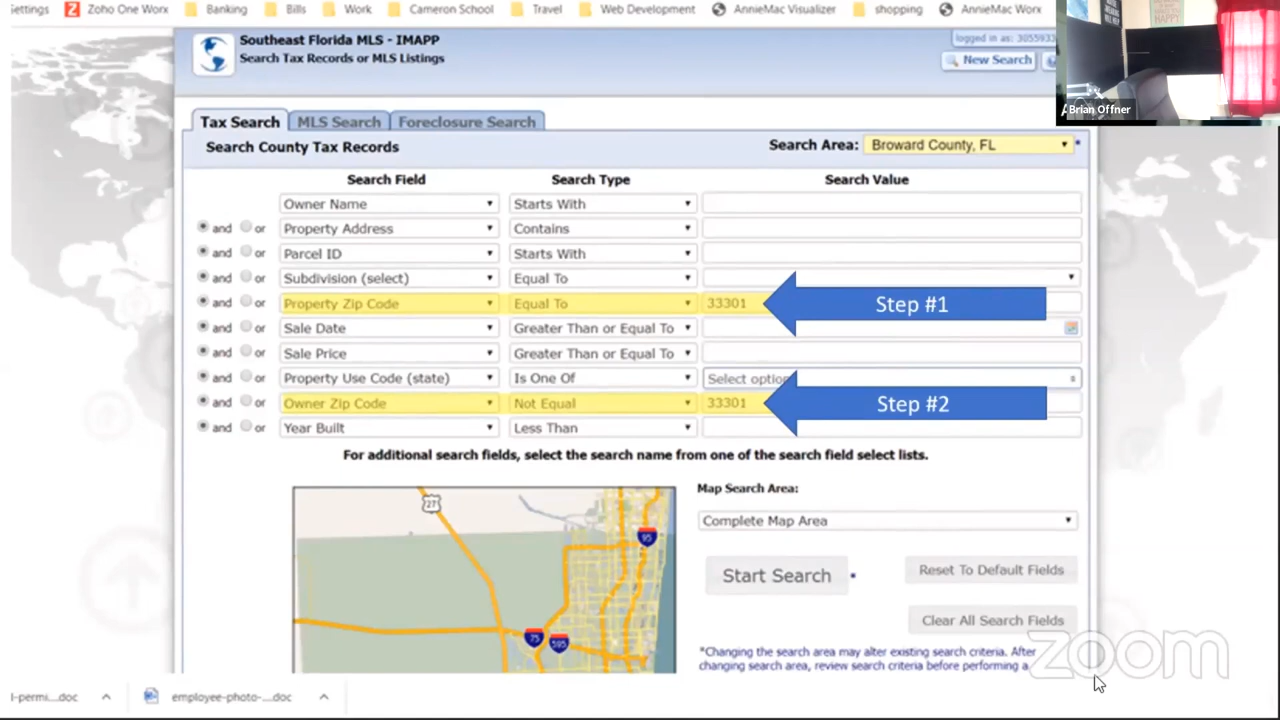 ettings Zoho One Worx Banking Bills Work Cameron School Travel Web Development AnnieMac Visualizer shopping AnnieMac Worx
HAPPY
Southeast Florida MLS - IMAPP
Search Tax Records or MLS Listings
logged in as: 3055933
New Search
Brian Offner
Tax Search MLS Search Foreclosure Search
Search County Tax Records Search Area: Broward County, FL *
Search Field Search Type Search Value
Owner Name Starts With
and or Property Address Contains
and or Parcel ID Starts With
and or Subdivision (select) Equal To
and or Property Zip Code Equal To 33301 Step #1
and or Sale Date Greater Than or Equal To
and or Sale Price Greater Than or Equal To
and or Property Use Code (state) Is One Of Select option
and or Owner Zip Code Not Equal 33301 Step #2
and or Year Built Less Than
For additional search fields, select the search name from one of the search field select lists.
Map Search Area:
Complete Map Area
27
95
75
595
Start Search *
Reset To Default Fields
Clear All Search Fields
*Changing the search area may alter existing search criteria. After
changing search area, review search criteria before performing a
zoom
l-permi....doc employee-photo-....doc